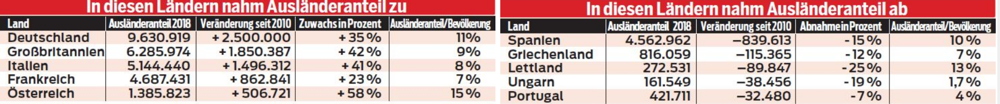 In diesen Ländern nahm Ausländeranteil zu
Land Ausländeranteil 2018 Veränderung seit 2010 Zuwachs in Prozent Ausländeranteil/Bevölkerung
Deutschland 9.630.919 +2.500.000 +35% 11%
Großbritannien 6.285.974 +1.850.387 +42% 9%
Italien 5.144.440 +1.496.312 +41% 8%
Frankreich 4.687.431 +862.841 +23% 7%
Österreich 1.385.823 +506.721 +58% 15%
In diesen Ländern nahm Ausländeranteil ab
Land Ausländeranteil 2018 Veränderung seit 2010 Abnahme in Prozent Ausländeranteil/Bevölkerung
Spanien 4.562.962 –839.613 -15% 10%
Griechenland 816.059 –115.365 -12% 7%
Lettland 272.531 –89.847 -25% 13%
Ungarn 161.549 –38.456 -19% 1,7%
Portugal 421.711 –32.480 -7% 4%